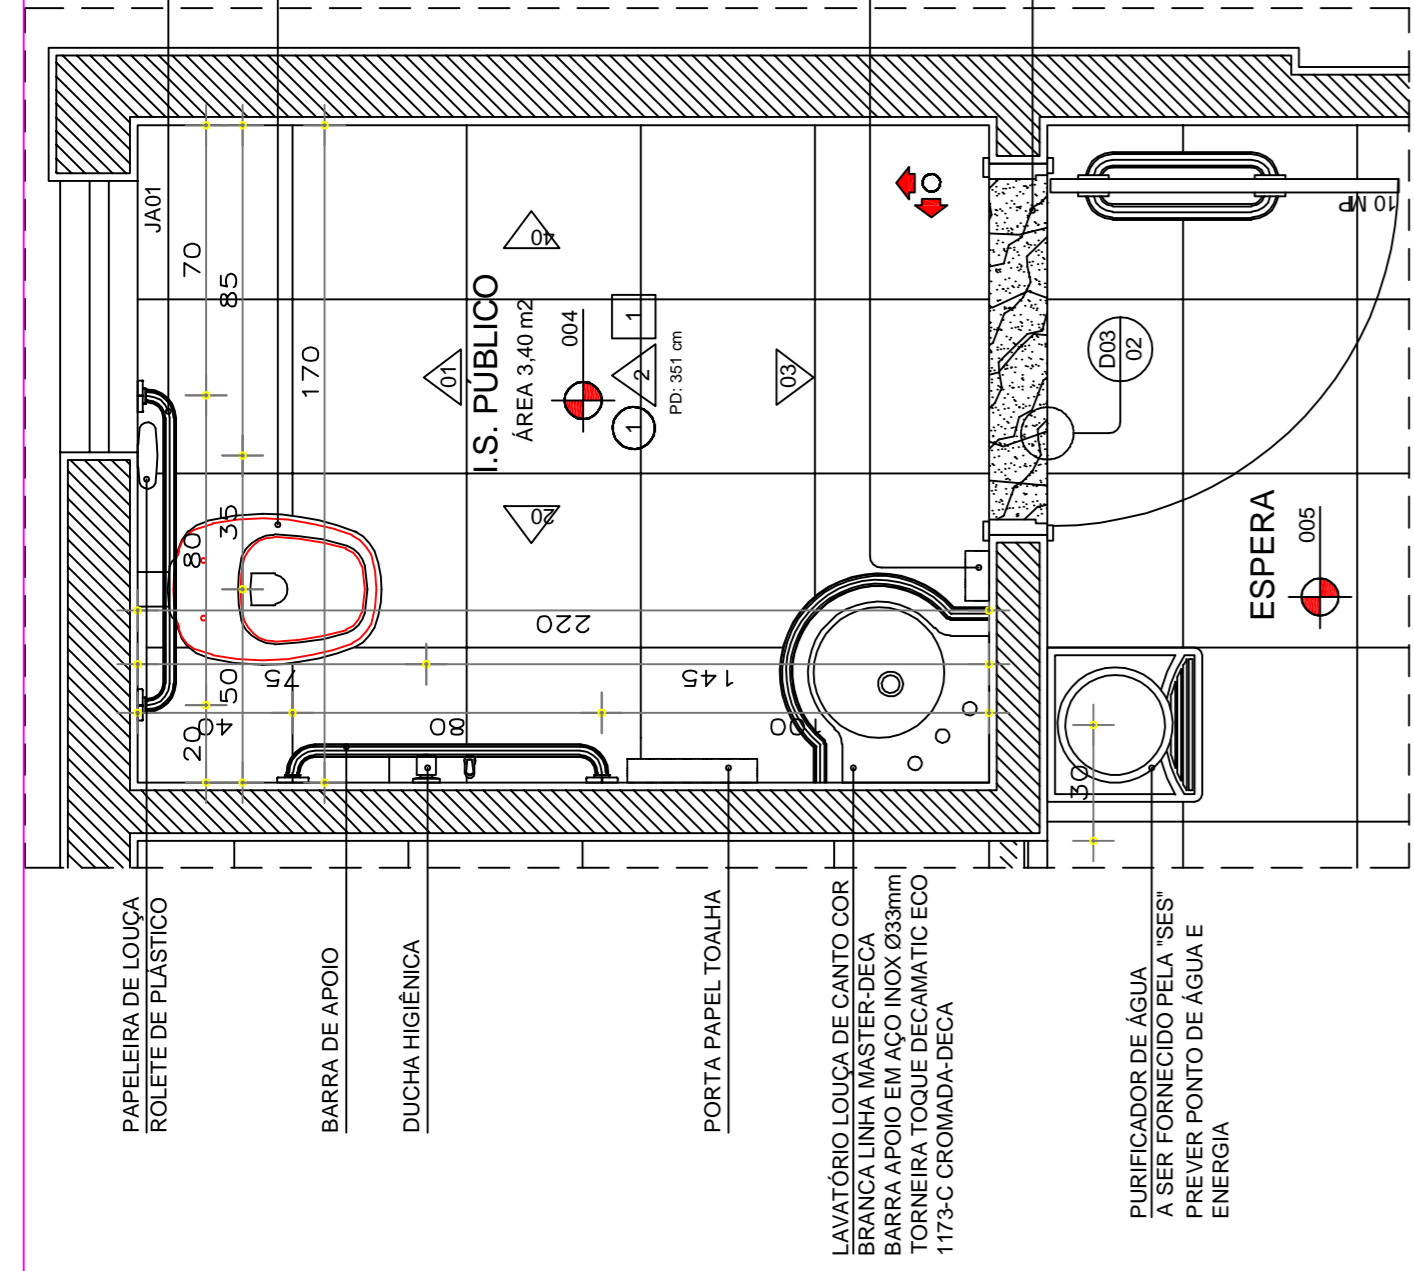 JA01
70
85
170
40
01
I.S. PÚBLICO
ÁREA 3,40 m2
004
1
2
1
PD: 351 cm
03
20
35
80
50
20
75
40
220
145
80
100
10 MP
D03
02
ESPERA
005
30
PAPELEIRA DE LOUÇA
ROLETE DE PLÁSTICO
BARRA DE APOIO
DUCHA HIGIÊNICA
PORTA PAPEL TOALHA
LAVATÓRIO LOUÇA DE CANTO COR
BRANCA LINHA MASTER-DECA
BARRA APOIO EM AÇO INOX Ø33mm
TORNEIRA TOQUE DECAMATIC ECO
1173-C CROMADA-DECA
PURIFICADOR DE ÁGUA
A SER FORNECIDO PELA "SES"
PREVER PONTO DE ÁGUA E
ENERGIA